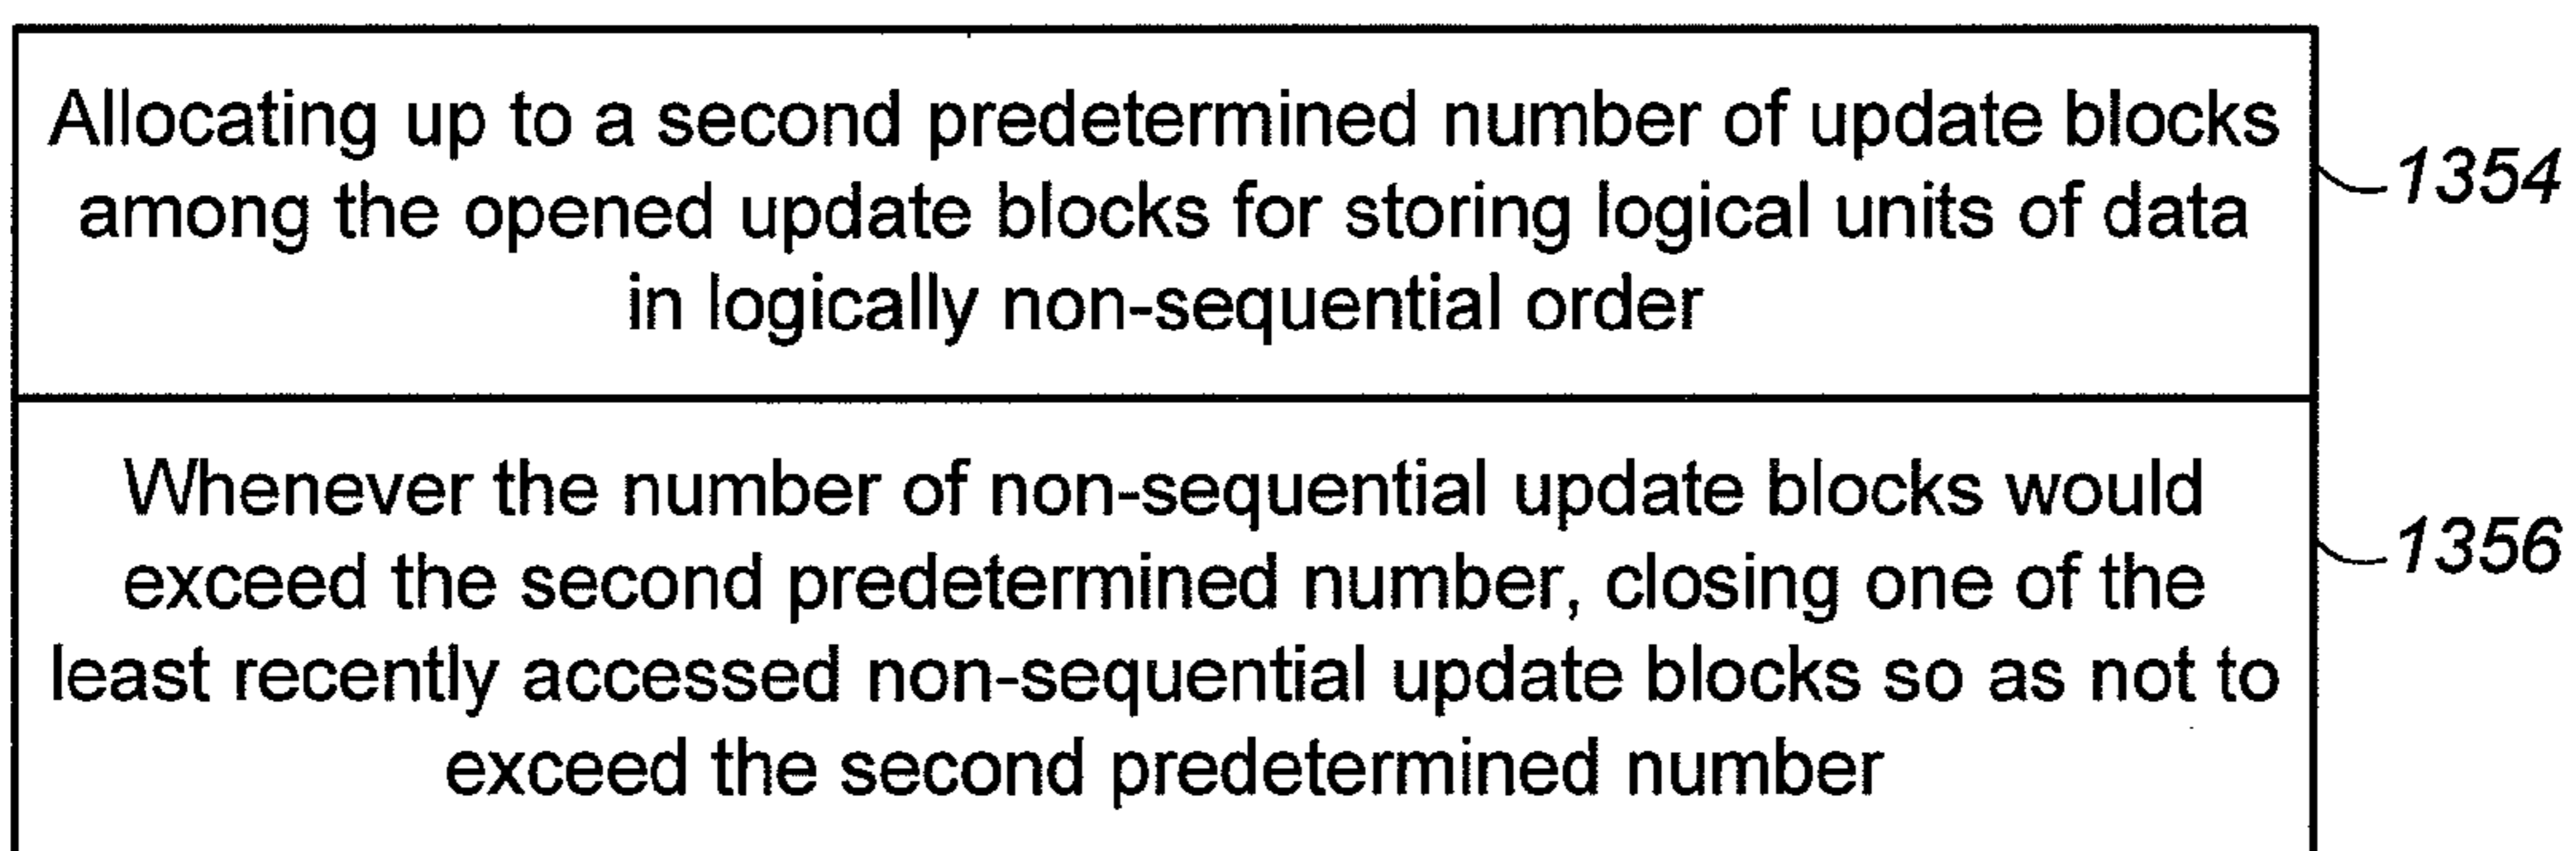 Allocating up to a second predetermined number of update blocks
among the opened update blocks for storing logical units of data
in logically non-sequential order
1354
Whenever the number of non-sequential update blocks would
exceed the second predetermined number, closing one of the
least recently accessed non-sequential update blocks so as not to
exceed the second predetermined number
1356